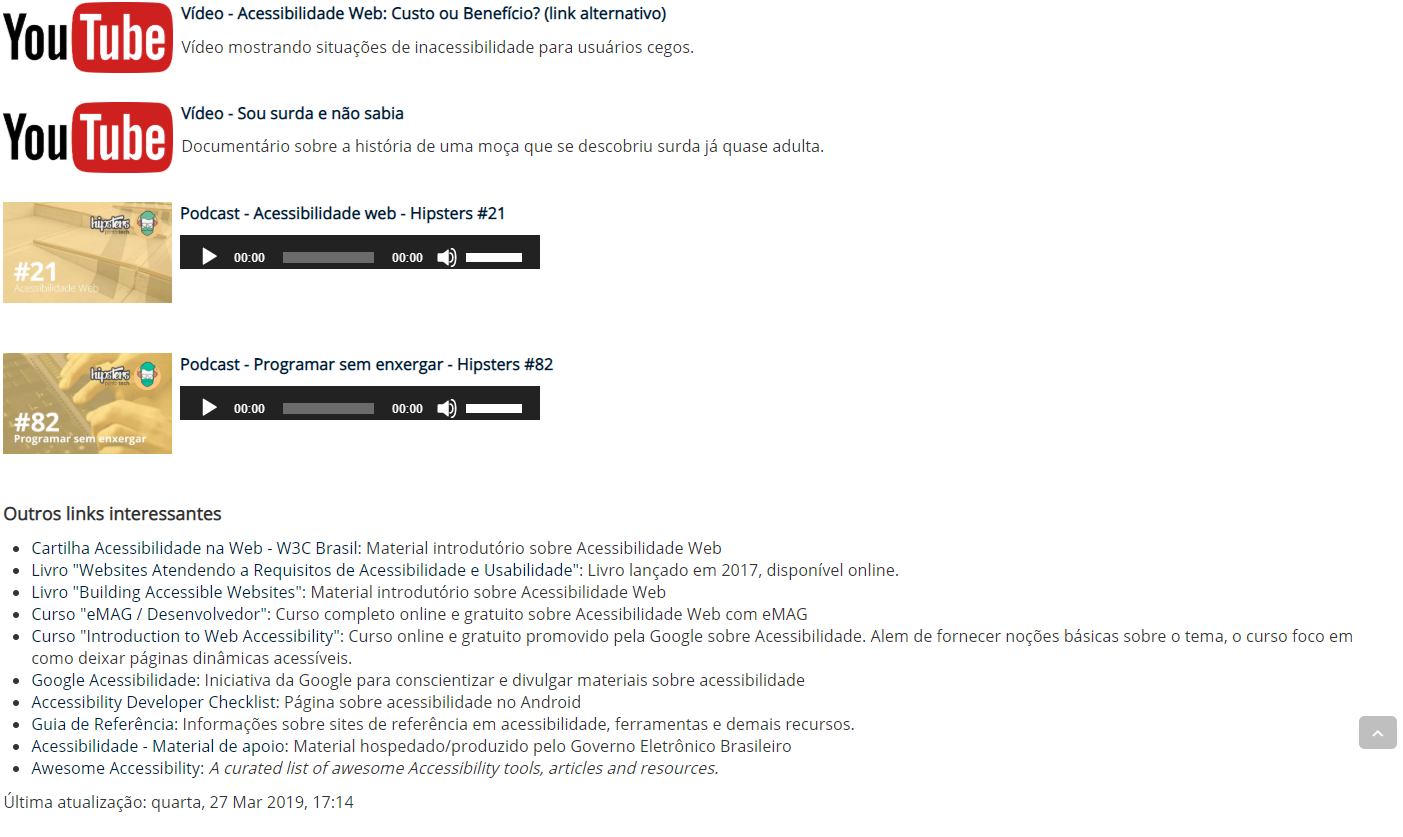 YouTube
Vídeo - Acessibilidade Web: Custo ou Benefício? (link alternativo)
Vídeo mostrando situações de inacessibilidade para usuários cegos.
YouTube
Vídeo - Sou surda e não sabia
Documentário sobre a história de uma moça que se descobriu surda já quase adulta.
hipsters
#21
Acessibilidade Web
Podcast - Acessibilidade web - Hipsters #21
00:00 00:00
hipsters
#82
Programar sem enxergar
Podcast - Programar sem enxergar - Hipsters #82
00:00 00:00
Outros links interessantes
Cartilha Acessibilidade na Web - W3C Brasil: Material introdutório sobre Acessibilidade Web
Livro "Websites Atendendo a Requisitos de Acessibilidade e Usabilidade": Livro lançado em 2017, disponível online.
Livro "Building Accessible Websites": Material introdutório sobre Acessibilidade Web
Curso "eMAG / Desenvolvedor": Curso completo online e gratuito sobre Acessibilidade Web com eMAG
Curso "Introduction to Web Accessibility": Curso online e gratuito promovido pela Google sobre Acessibilidade. Alem de fornecer noções básicas sobre o tema, o curso foco em
como deixar páginas dinâmicas acessíveis.
Google Acessibilidade: Iniciativa da Google para conscientizar e divulgar materiais sobre acessibilidade
Accessibility Developer Checklist: Página sobre acessibilidade no Android
Guia de Referência: Informações sobre sites de referência em acessibilidade, ferramentas e demais recursos.
Acessibilidade - Material de apoio: Material hospedado/produzido pelo Governo Eletrônico Brasileiro
Awesome Accessibility: A curated list of awesome Accessibility tools, articles and resources.
Última atualização: quarta, 27 Mar 2019, 17:14